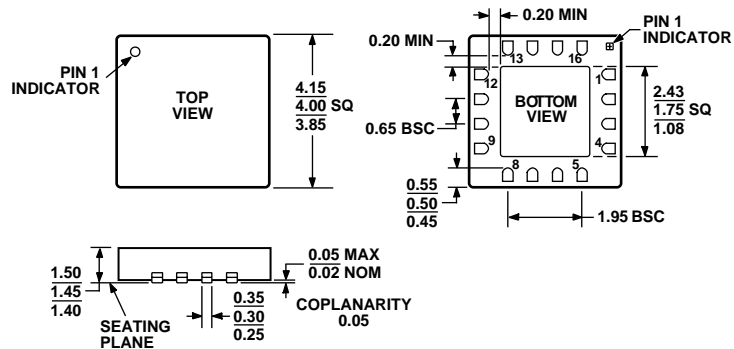 PIN 1
INDICATOR
TOP
VIEW
4.15
4.00 SQ
3.85
0.20 MIN
0.20 MIN
PIN 1
INDICATOR
13
16
12
1
BOTTOM
VIEW
2.43
1.75 SQ
1.08
0.65 BSC
9
4
8
5
0.55
0.50
0.45
1.95 BSC
1.50
1.45
1.40
SEATING
PLANE
0.35
0.30
0.25
0.05 MAX
0.02 NOM
COPLANARITY
0.05